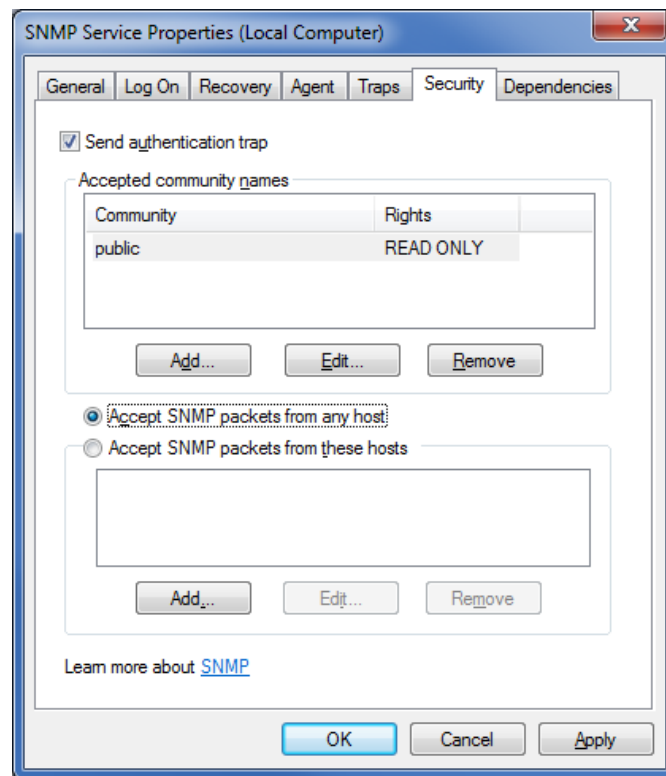 SNMP Service Properties (Local Computer)
General Log On Recovery Agent Traps Security Dependencies
Send authentication trap
Accepted community names
Community Rights
public READ ONLY
Add... Edit... Remove
Accept SNMP packets from any host
Accept SNMP packets from these hosts
Add... Edit... Remove
Learn more about SNMP
OK Cancel Apply